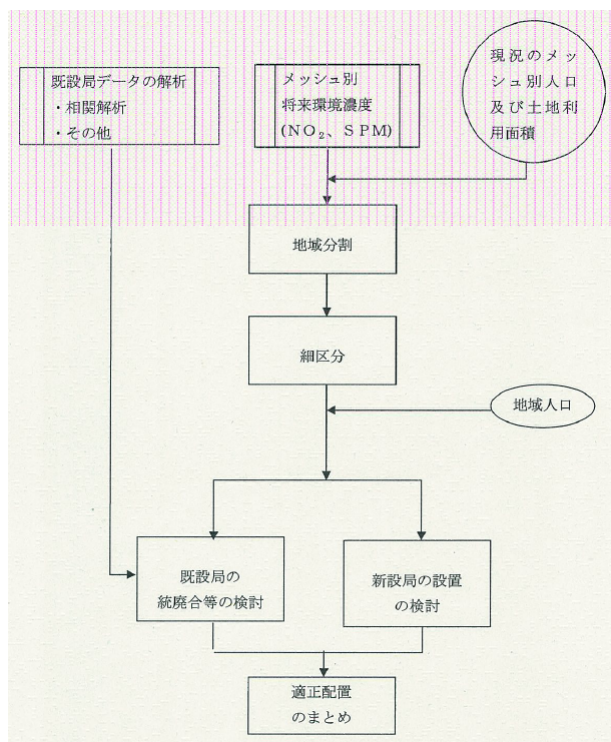 既設局データの解析
・相関解析
・その他
メッシュ別
将来環境濃度
(NO₂、SPM)
現況のメッ
シュ別人口
及び土地利
用面積
地域分割
細区分
地域人口
既設局の
統廃合等の検討
新設局の設置
の検討
適正配置
のまとめ